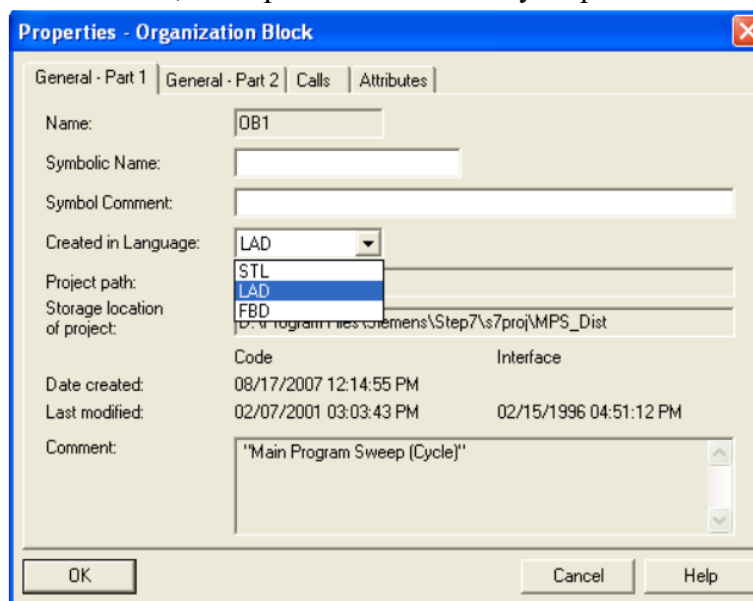 Properties - Organization Block
General - Part 1 General - Part 2 Calls Attributes
Name: OB1
Symbolic Name:
Symbol Comment:
Created in Language: LAD
STL
Project path:
LAD
Storage location
FBD
of project: \Step7\s7proj\MPS_Dist
Code Interface
Date created: 08/17/2007 12:14:55 PM
Last modified: 02/07/2001 03:03:43 PM 02/15/1996 04:51:12 PM
Comment: "Main Program Sweep (Cycle)"
OK Cancel Help